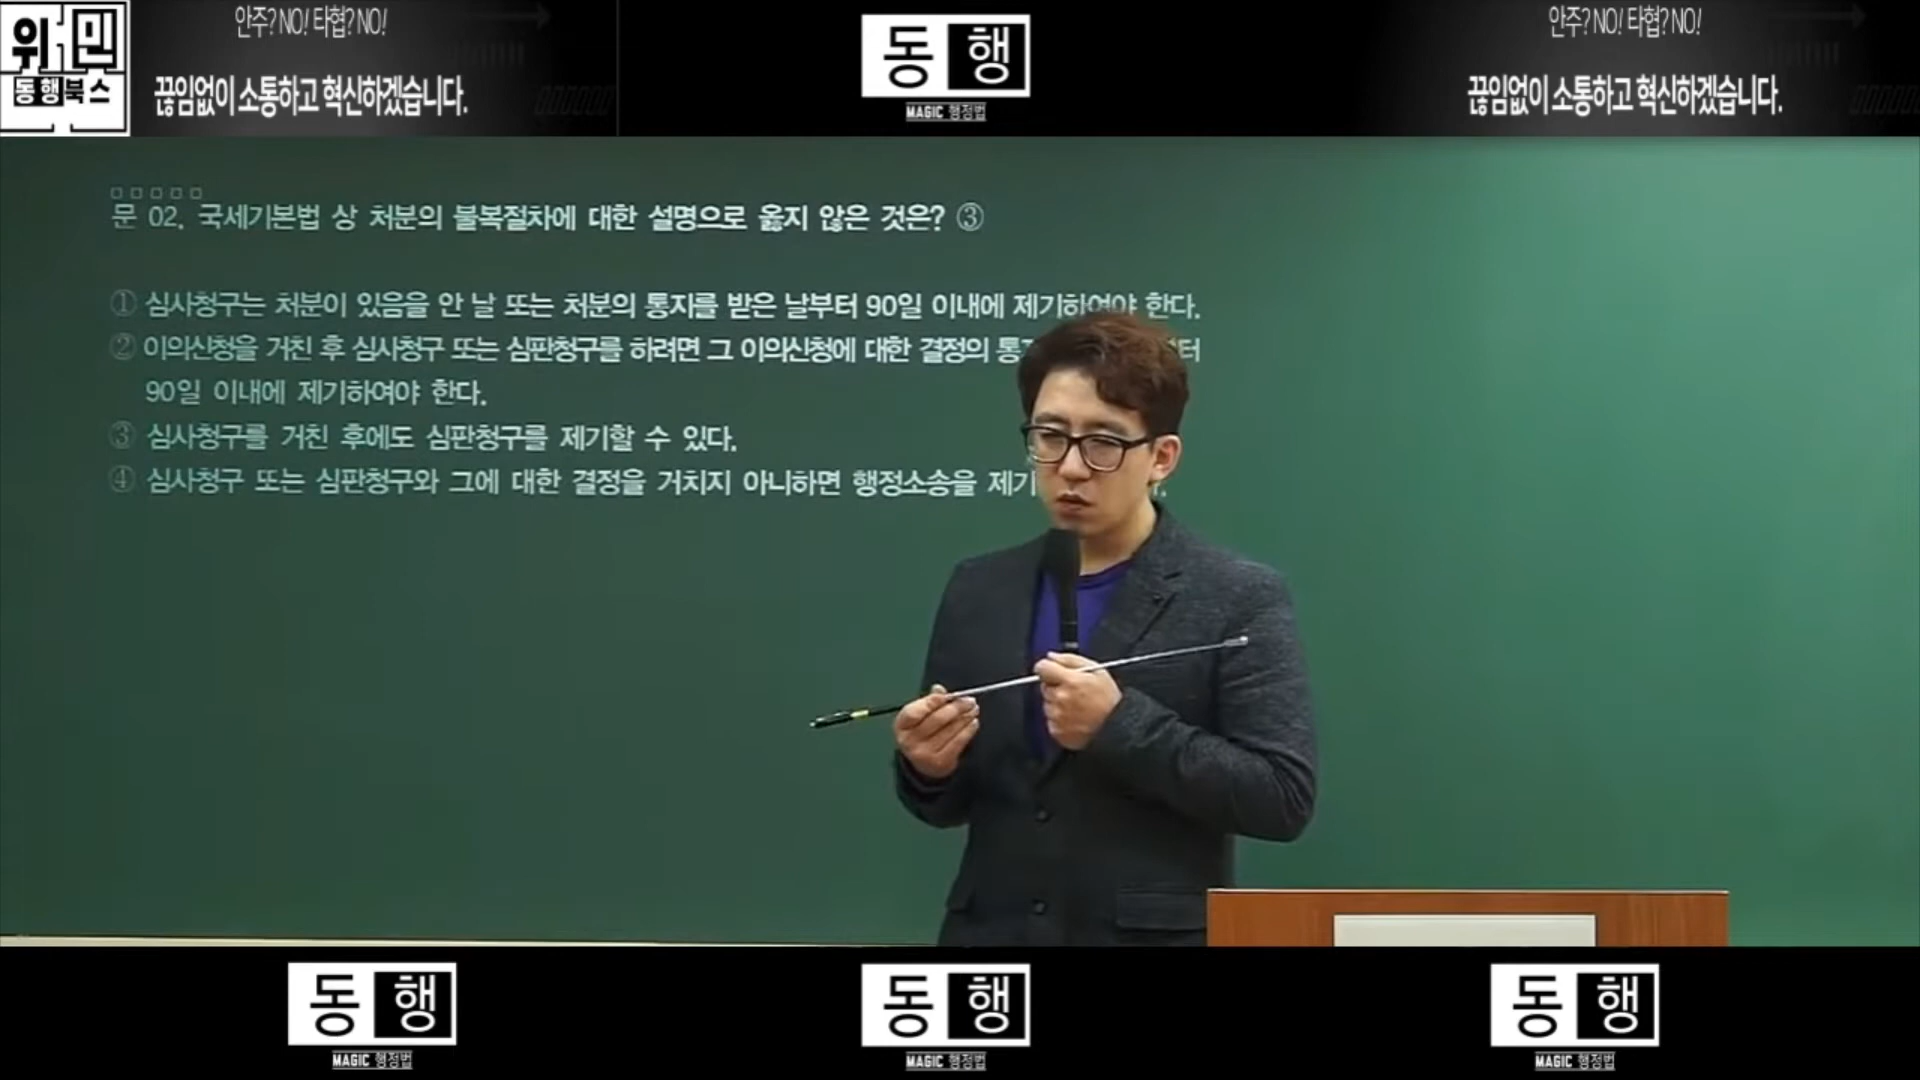 위민
동행북스
안주? NO! 타협? NO!
끊임없이 소통하고 혁신하겠습니다.
동행
MAGIC 행정법
안주? NO! 타협? NO!
끊임없이 소통하고 혁신하겠습니다.
문 02. 국세기본법 상 처분의 불복절차에 대한 설명으로 옳지 않은 것은? ③
① 심사청구는 처분이 있음을 안 날 또는 처분의 통지를 받은 날부터 90일 이내에 제기하여야 한다.
② 이의신청을 거친 후 심사청구 또는 심판청구를 하려면 그 이의신청에 대한 결정의 통
90일 이내에 제기하여야 한다.
③ 심사청구를 거친 후에도 심판청구를 제기할 수 있다.
④ 심사청구 또는 심판청구와 그에 대한 결정을 거치지 아니하면 행정소송을 제기
동행
MAGIC 행정법
동행
MAGIC 행정법
동행
MAGIC 행정법